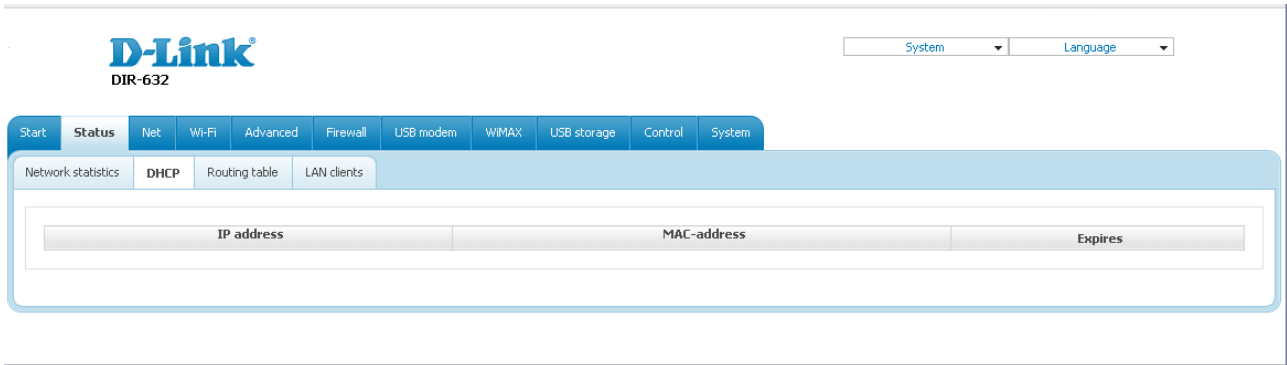 D-Link®
DIR-632
System Language
Start Status Net Wi-Fi Advanced Firewall USB modem WiMAX USB storage Control System
Network statistics DHCP Routing table LAN clients
IP address MAC-address Expires